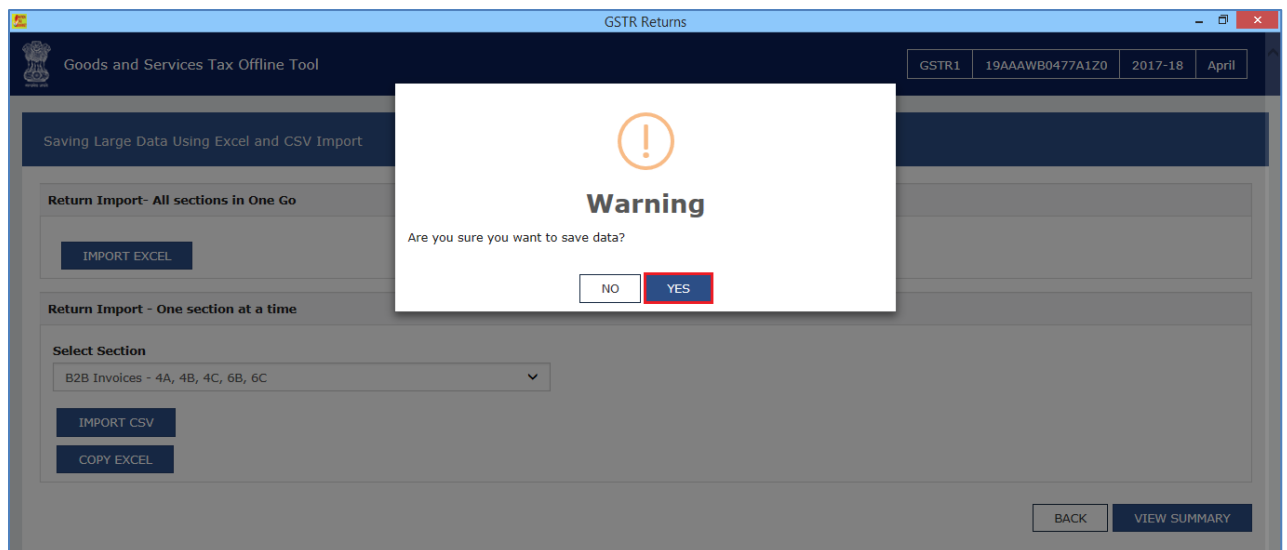 GSTR Returns
Goods and Services Tax Offline Tool
GSTR1 19AAAWB0477A1Z0 2017-18 April
Saving Large Data Using Excel and CSV Import
Warning
Are you sure you want to save data?
NO YES
Return Import- All sections in One Go
IMPORT EXCEL
Return Import - One section at a time
Select Section
B2B Invoices - 4A, 4B, 4C, 6B, 6C
IMPORT CSV
COPY EXCEL
BACK VIEW SUMMARY